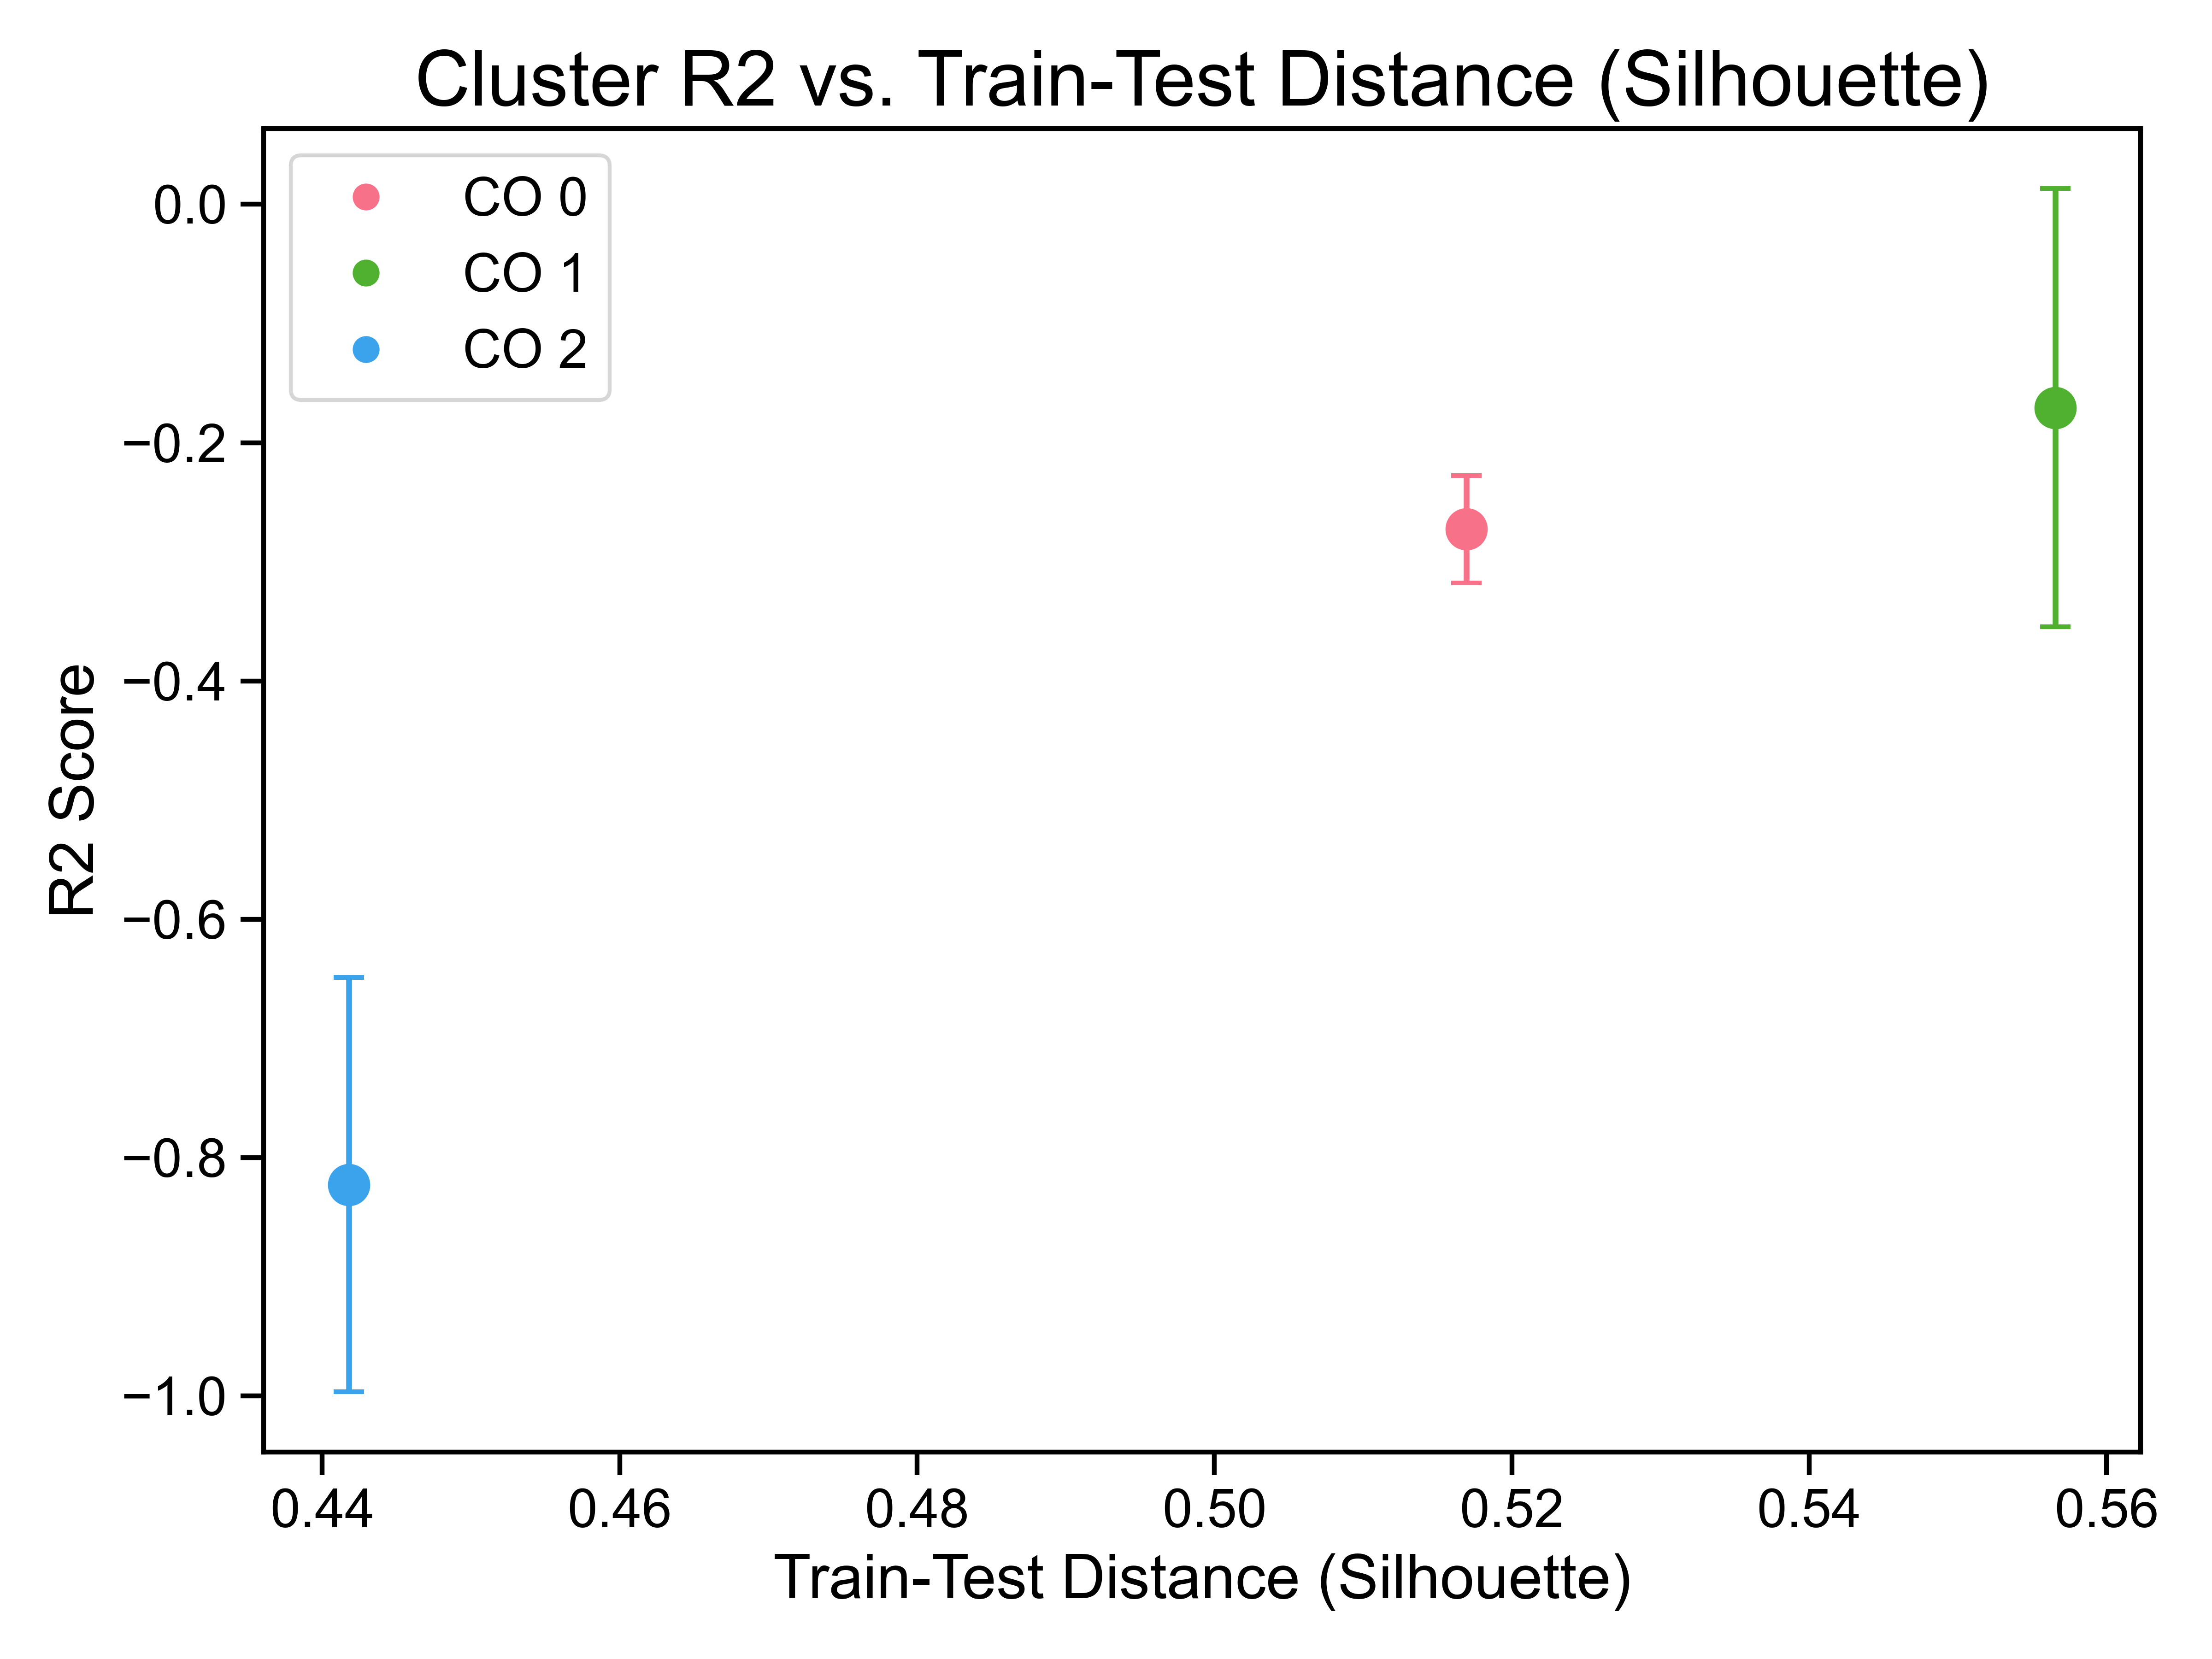 Cluster R2 vs. Train-Test Distance (Silhouette)
CO 0
CO 1
CO 2
0.0
−0.2
−0.4
−0.6
−0.8
−1.0
R2 Score
0.44 0.46 0.48 0.50 0.52 0.54 0.56
Train-Test Distance (Silhouette)